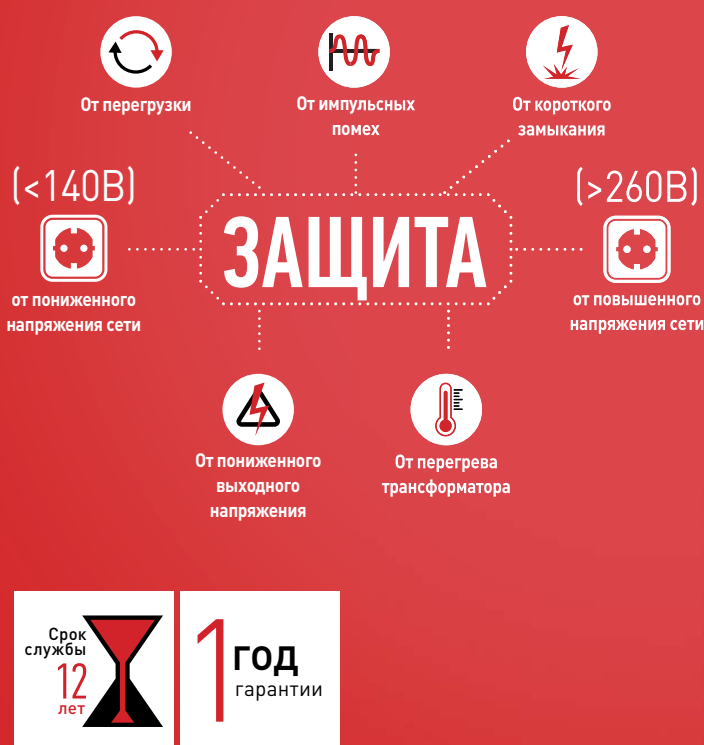 От перегрузки
От импульсных
помех
От короткого
замыкания
(<140В)
от пониженного
напряжения сети
ЗАЩИТА
(>260В)
от повышенного
напряжения сети
От пониженного
выходного
напряжения
От перегрева
трансформатора
Срок
службы
12
лет
1 год
гарантии